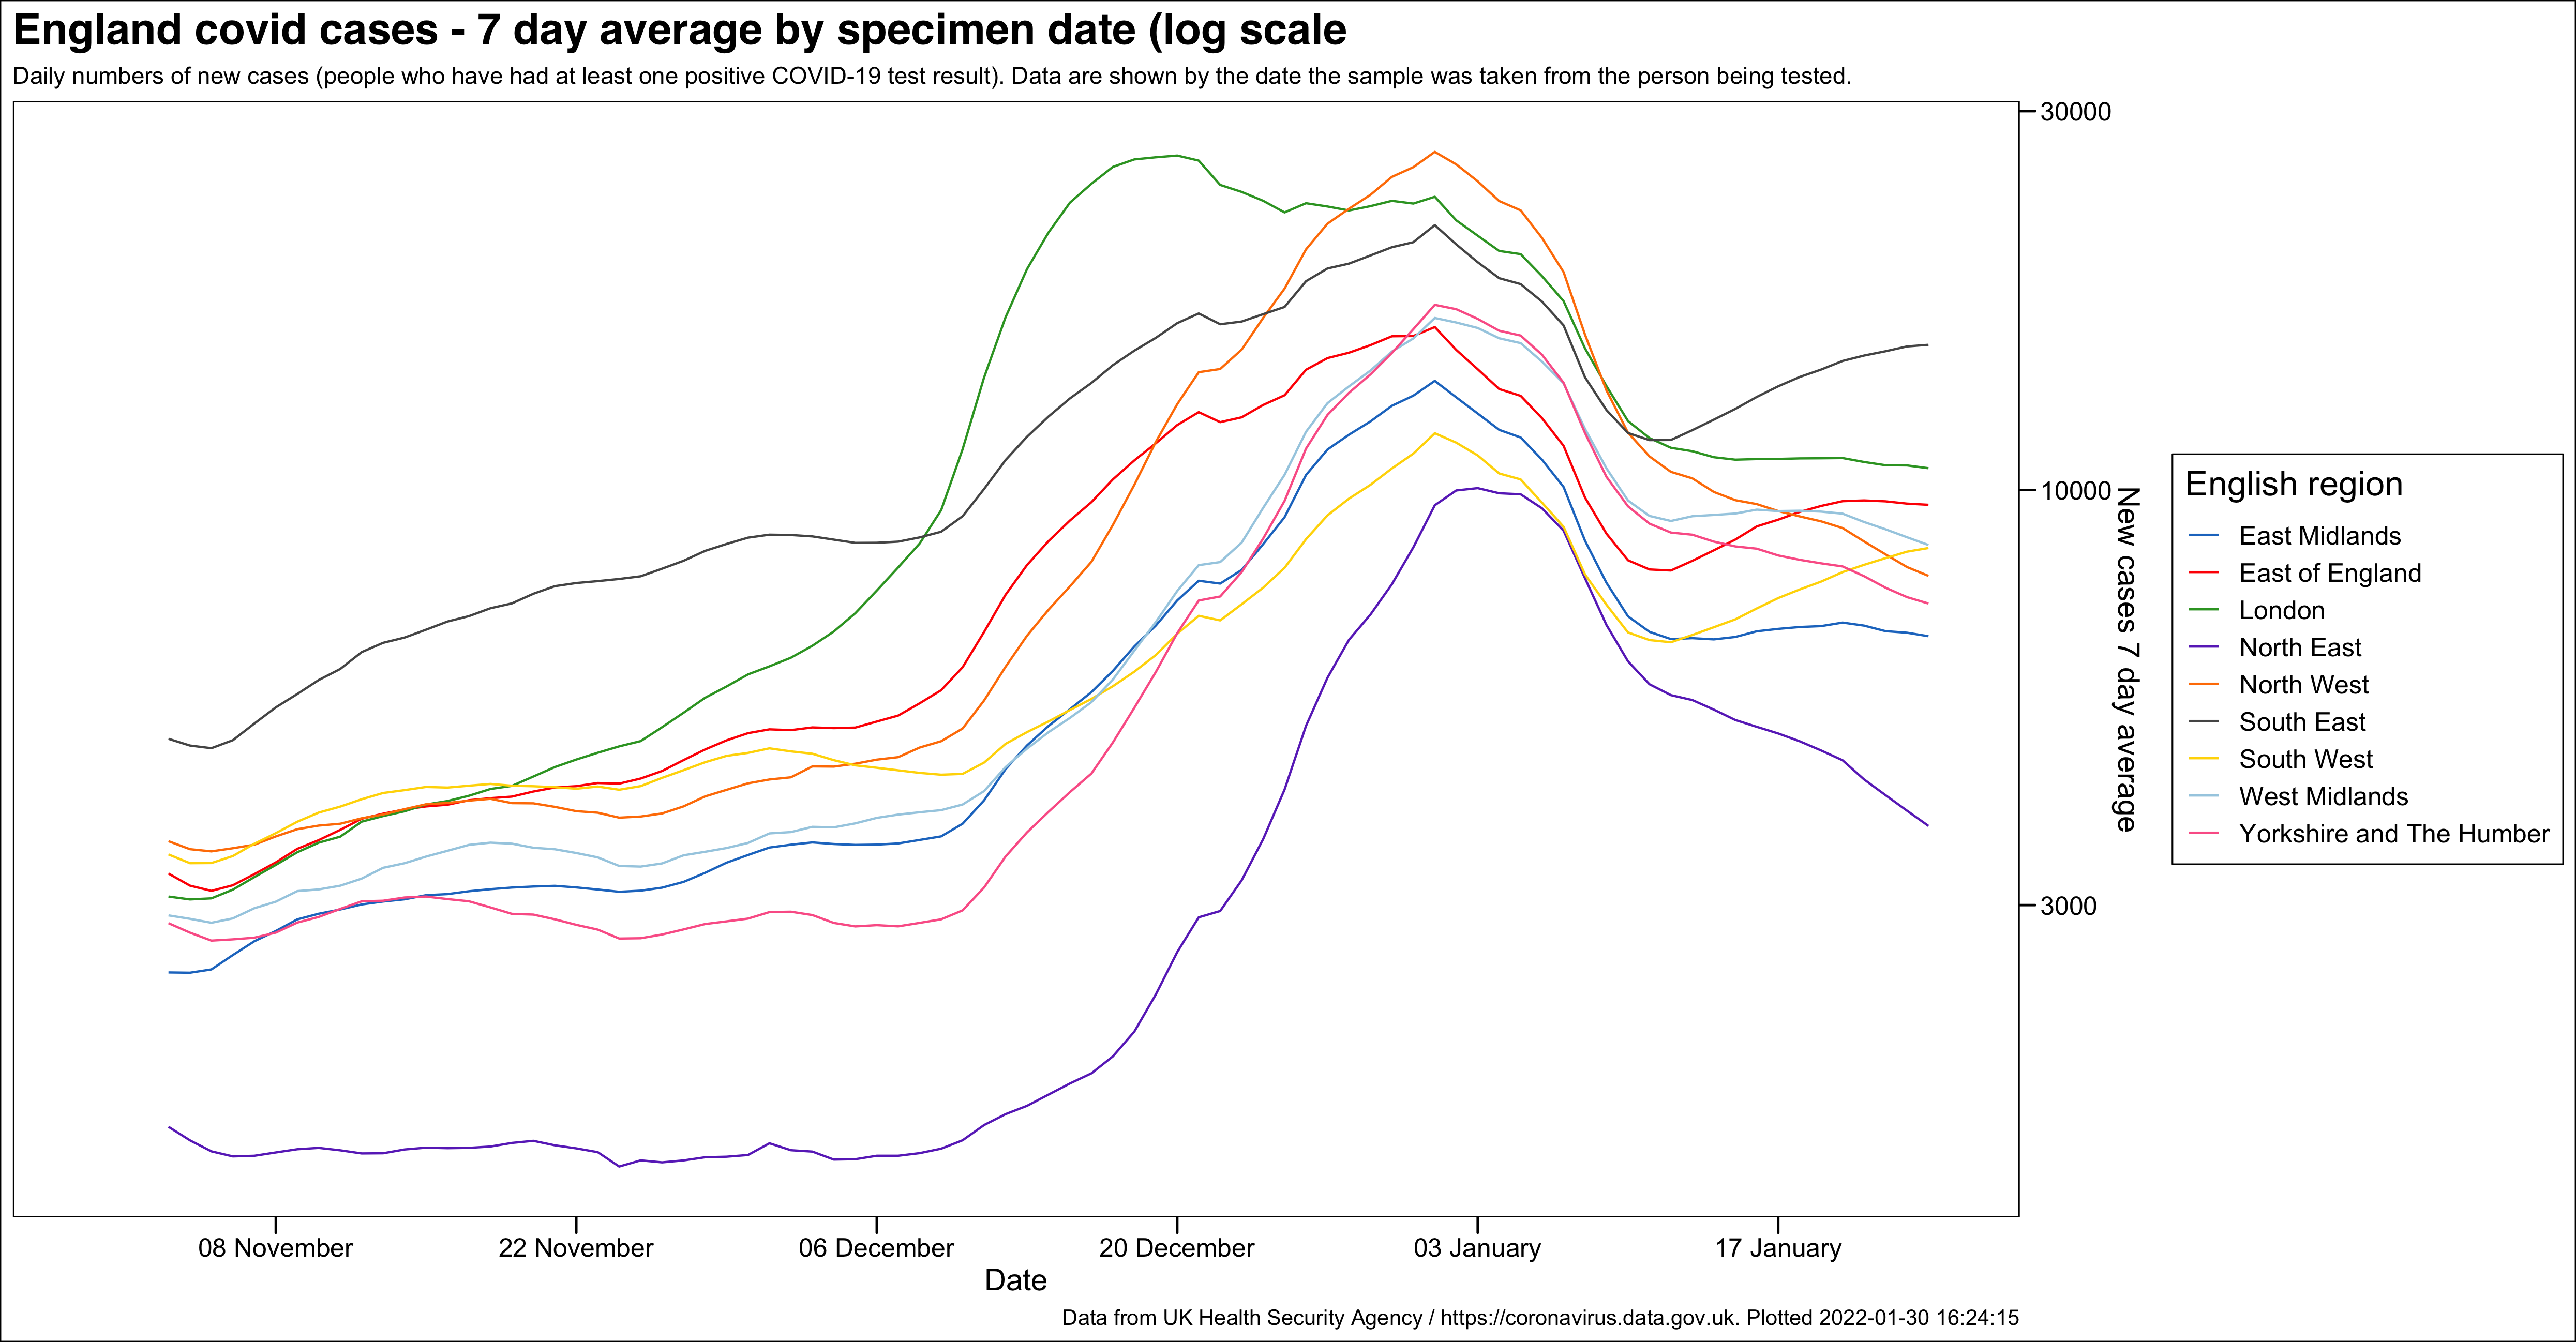 England covid cases - 7 day average by specimen date (log scale
Daily numbers of new cases (people who have had at least one positive COVID-19 test result). Data are shown by the date the sample was taken from the person being tested.
30000
10000
3000
New cases 7 day average
English region
East Midlands
East of England
London
North East
North West
South East
South West
West Midlands
Yorkshire and The Humber
08 November
22 November
06 December
20 December
03 January
17 January
Date
Data from UK Health Security Agency / https://coronavirus.data.gov.uk. Plotted 2022-01-30 16:24:15